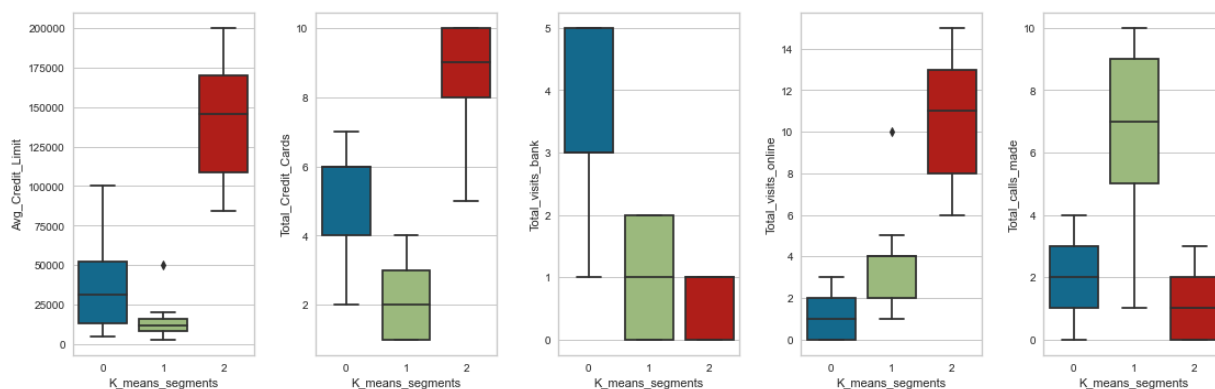 Avg_Credit_Limit
200000
175000
150000
125000
100000
75000
50000
25000
0
0 1 2
K_means_segments
Total_Credit_Cards
10
8
6
4
2
0 1 2
K_means_segments
Total_visits_bank
5
4
3
2
1
0
0 1 2
K_means_segments
Total_visits_online
14
12
10
8
6
4
2
0
0 1 2
K_means_segments
Total_calls_made
10
8
6
4
2
0
0 1 2
K_means_segments